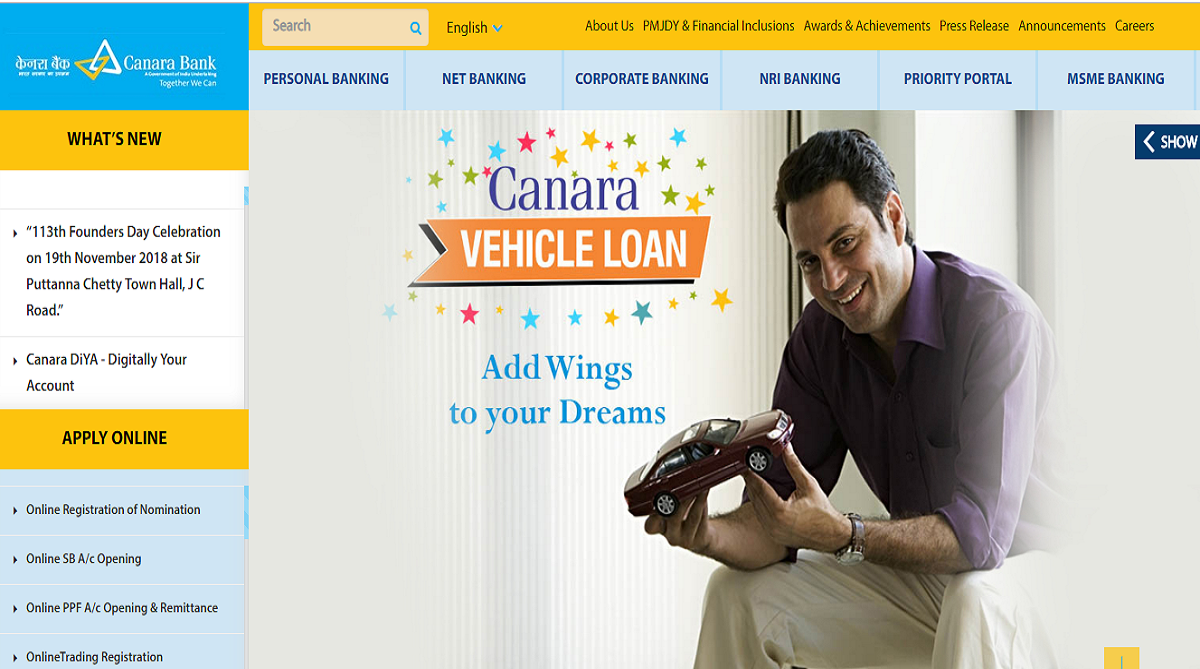 केनरा बैंक
भारत सरकार का उपक्रम
Canara Bank
A Government of India Undertaking
Together We Can
Search
English
About Us PMJDY & Financial Inclusions Awards & Achievements Press Release Announcements Careers
PERSONAL BANKING NET BANKING CORPORATE BANKING NRI BANKING PRIORITY PORTAL MSME BANKING
WHAT’S NEW
“113th Founders Day Celebration
on 19th November 2018 at Sir
Puttanna Chetty Town Hall, J C
Road.”
Canara DiYA - Digitally Your
Account
APPLY ONLINE
Online Registration of Nomination
Online SB A/c Opening
Online PPF A/c Opening & Remittance
OnlineTrading Registration
SHOW
Canara
VEHICLE LOAN
Add Wings
to your Dreams